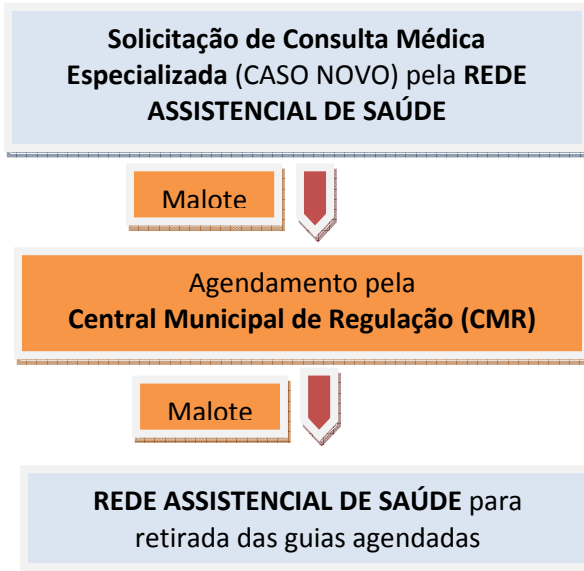 Solicitação de Consulta Médica
Especializada (CASO NOVO) pela REDE
ASSISTENCIAL DE SAÚDE
Malote
Agendamento pela
Central Municipal de Regulação (CMR)
Malote
REDE ASSISTENCIAL DE SAÚDE para
retirada das guias agendadas